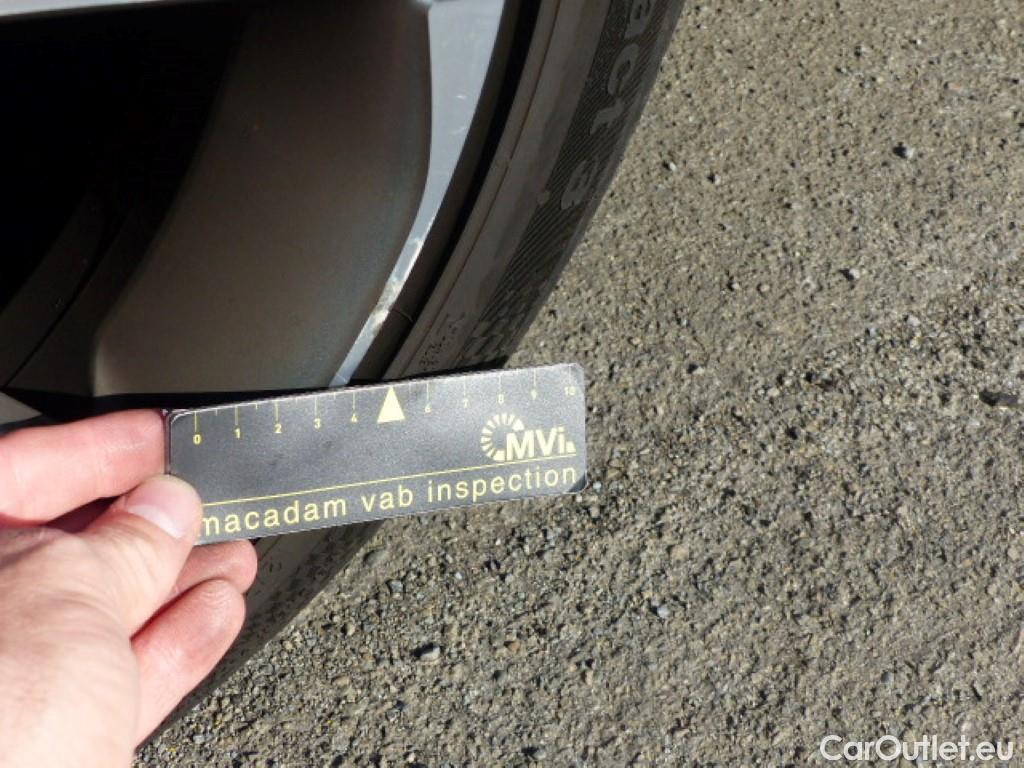 0 1 2 3 4 6 7 8 9 10
MVi.
macadam vab inspection
CarOutlet.eu